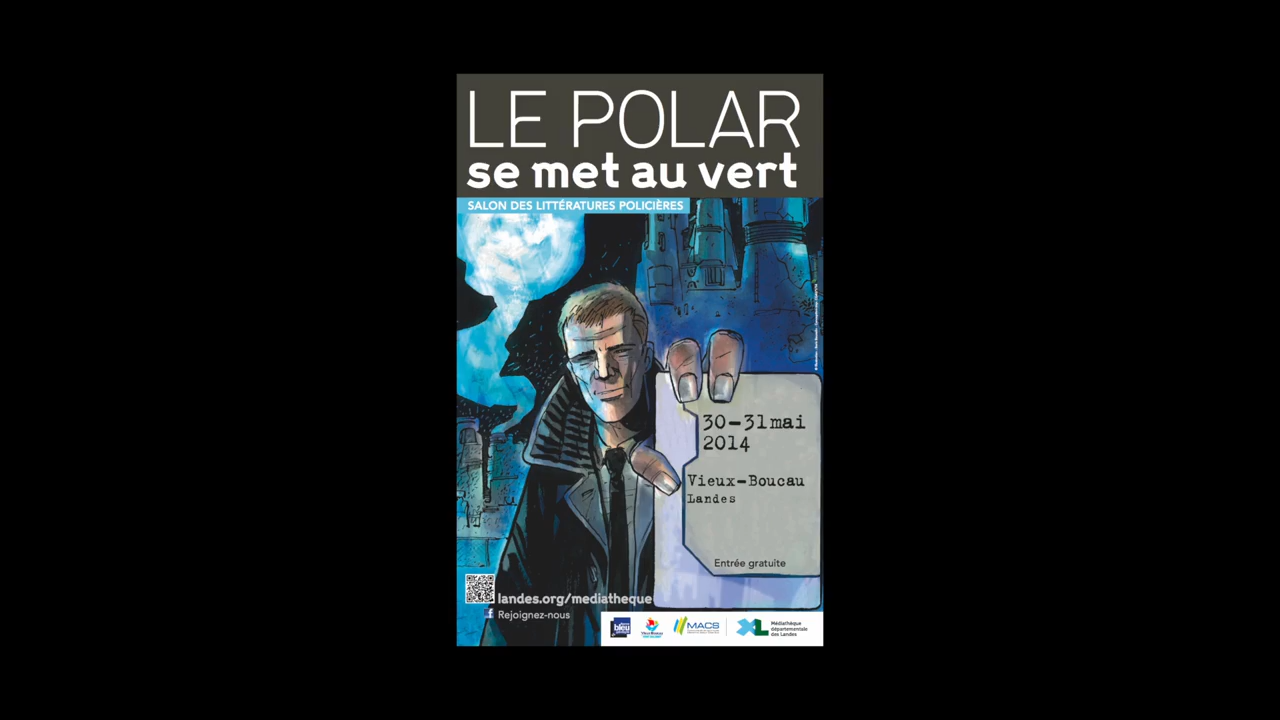 LE POLAR
se met au vert
SALON DES LITTÉRATURES POLICIÈRES
30-31 mai
2014
Vieux-Boucau
Landes
Entrée gratuite
landes.org/mediatheque
f Rejoignez-nous
bleu
MACS
XL Médiathèque
départementale
des Landes